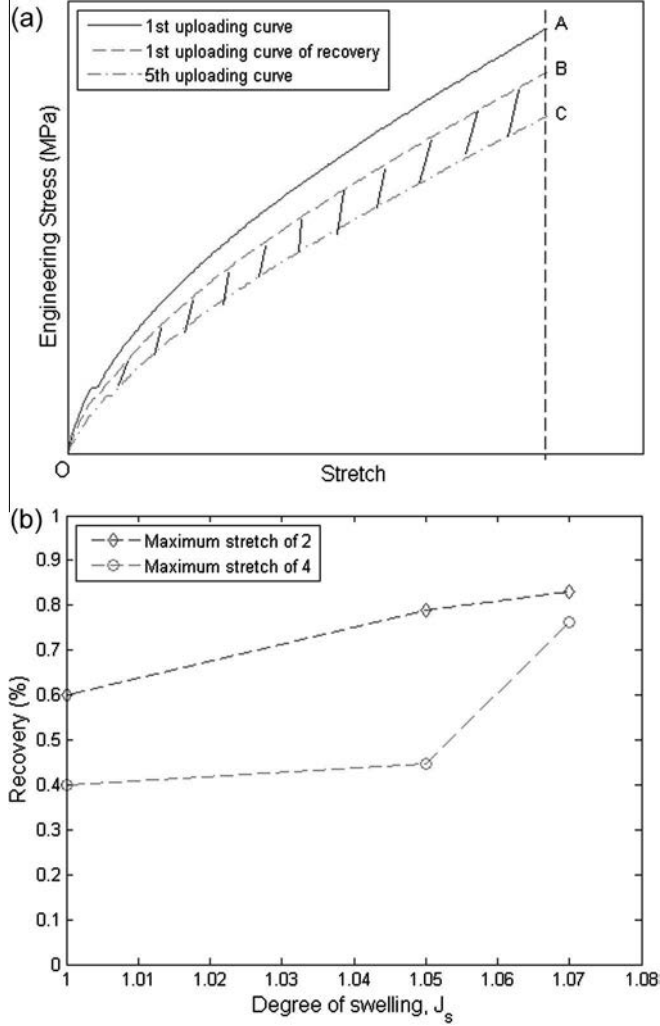 (a)
1st uploading curve
1st uploading curve of recovery
5th uploading curve
A
B
C
Engineering Stress (MPa)
O
Stretch
(b)
Maximum stretch of 2
Maximum stretch of 4
Recovery (%)
1
0.9
0.8
0.7
0.6
0.5
0.4
0.3
0.2
0.1
0
1 1.01 1.02 1.03 1.04 1.05 1.06 1.07 1.08
Degree of swelling, J_s